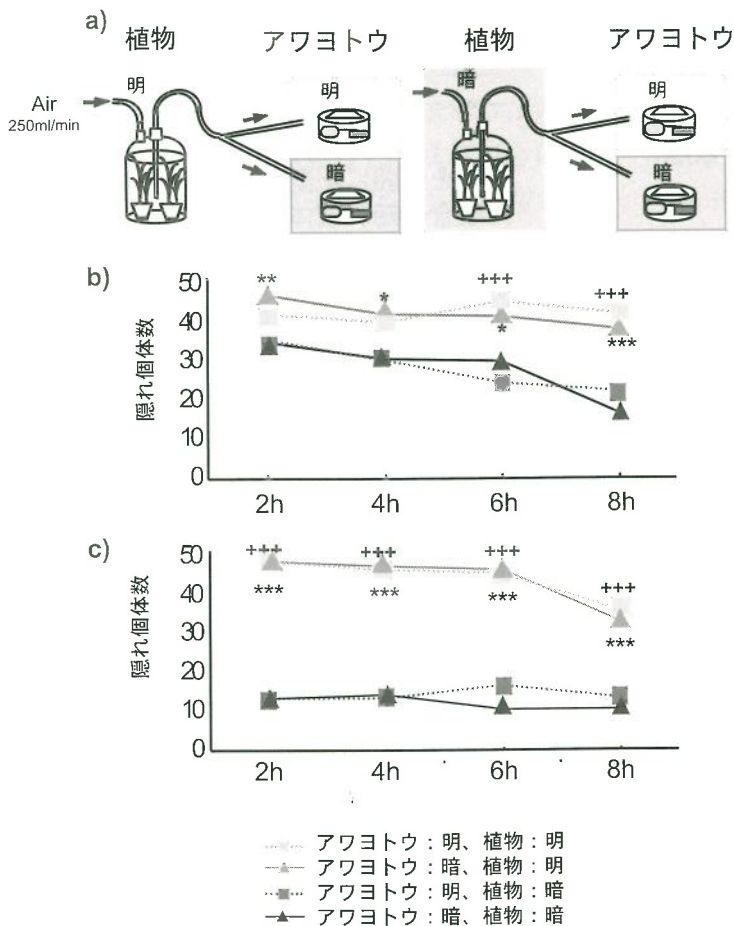 a)
植物 アワヨトウ 植物 アワヨトウ
明 明 暗 明
Air
250ml/min
暗 暗
b)
隠れ個体数
50
40
30
20
10
0
** * +++ * +++ ***
2h 4h 6h 8h
c)
隠れ個体数
50
40
30
20
10
0
+++ +++ +++ +++
*** *** *** ***
2h 4h 6h 8h
アワヨトウ：明、植物：明
アワヨトウ：暗、植物：明
アワヨトウ：明、植物：暗
アワヨトウ：暗、植物：暗